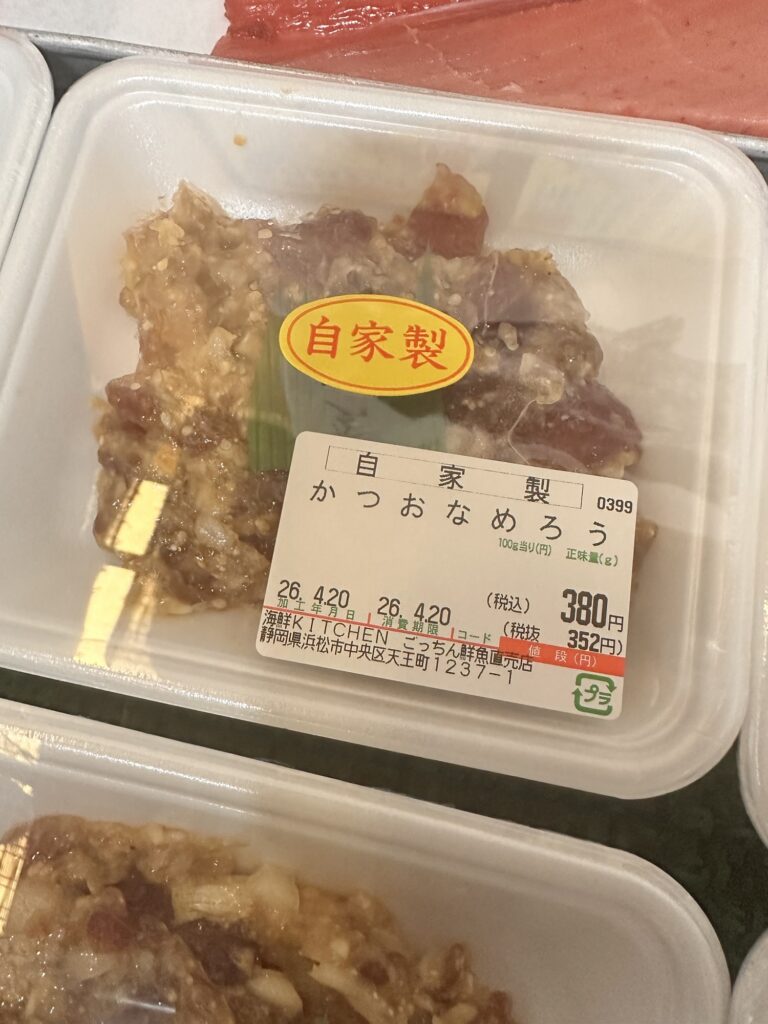 自家製
自家製
0399
かつおなめろう
100g当り(円) 正味量(g)
26. 4.20 26. 4.20 (税込) 380円
加工年月日 消費期限 コード (税抜 352円)
値段(円)
海鮮KITCHEN ごっちん鮮魚直売店
静岡県浜松市中央区天王町1237-1
プラ